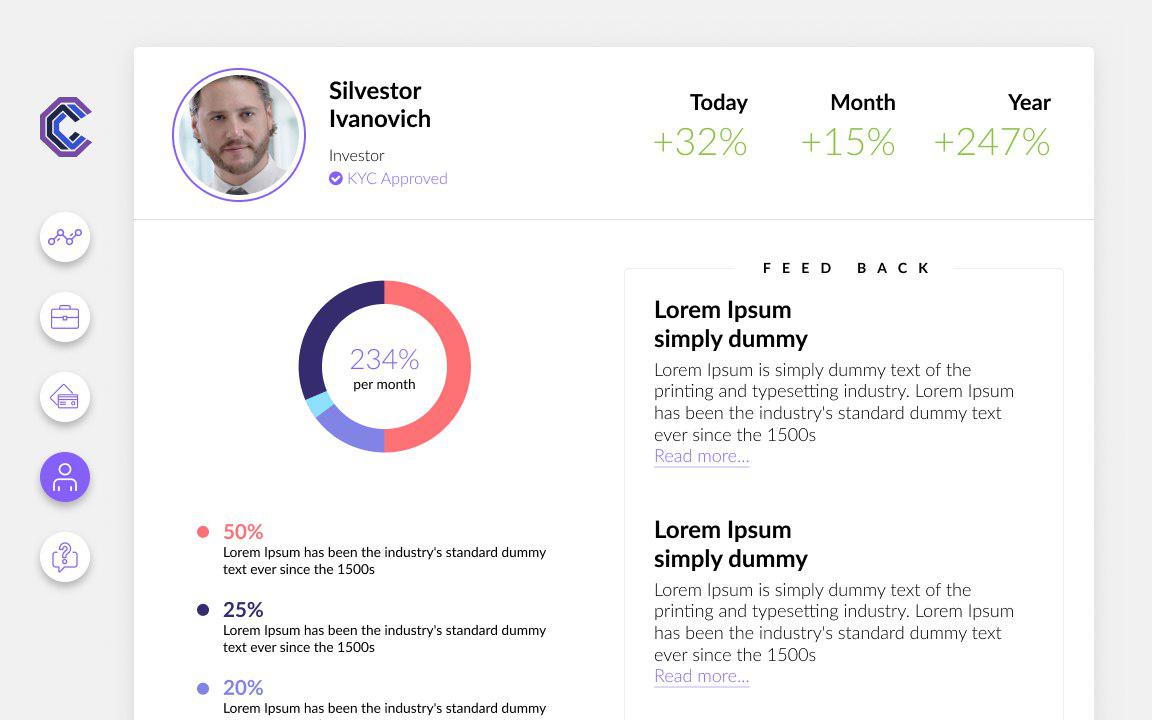 Silvestor
Ivanovich
Investor
KYC Approved
Today
+32%
Month
+15%
Year
+247%
234%
per month
50%
Lorem Ipsum has been the industry's standard dummy
text ever since the 1500s
25%
Lorem Ipsum has been the industry's standard dummy
text ever since the 1500s
20%
Lorem Ipsum has been the industry's standard dummy
FEED BACK
Lorem Ipsum
simply dummy
Lorem Ipsum is simply dummy text of the
printing and typesetting industry. Lorem Ipsum
has been the industry's standard dummy text
ever since the 1500s
Read more...
Lorem Ipsum
simply dummy
Lorem Ipsum is simply dummy text of the
printing and typesetting industry. Lorem Ipsum
has been the industry's standard dummy text
ever since the 1500s
Read more...